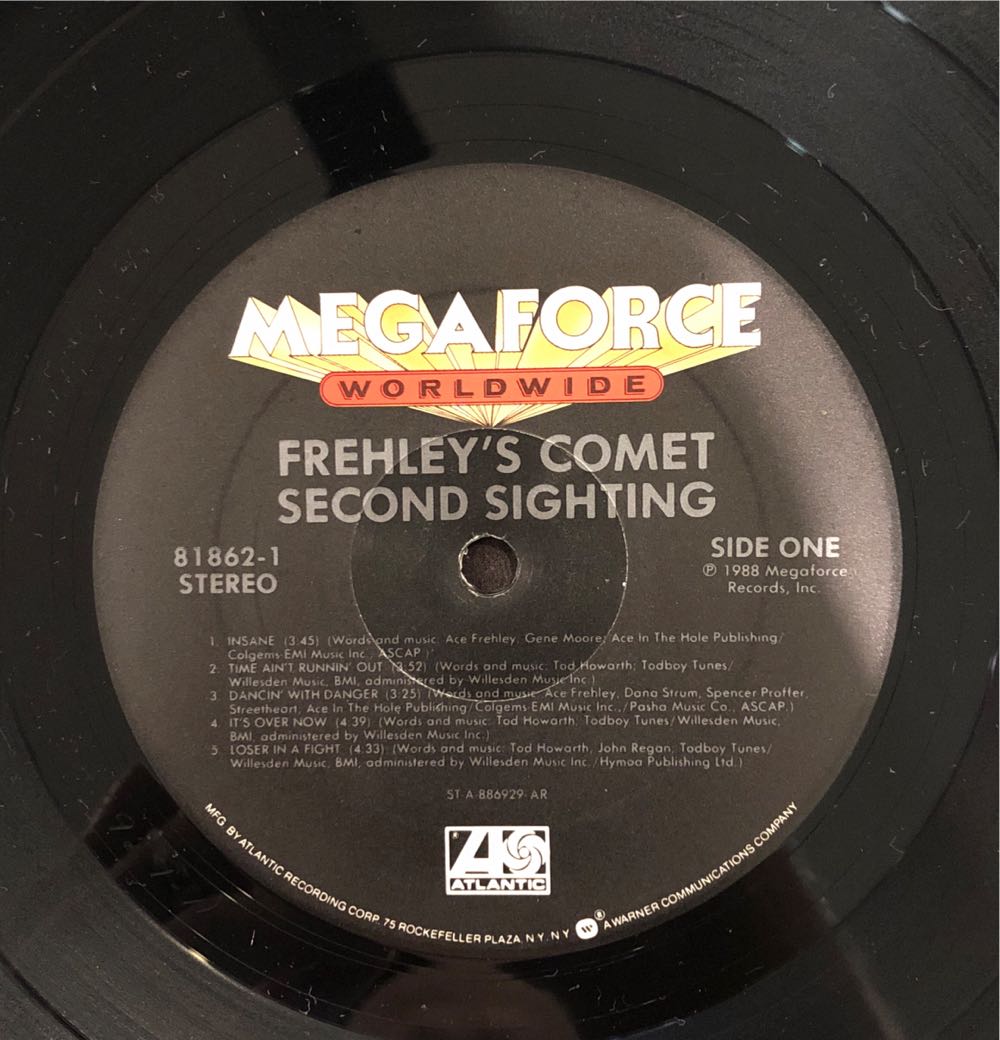 MEGAFORCE
WORLDWIDE
FREHLEY'S COMET
SECOND SIGHTING
81862-1
STEREO
SIDE ONE
℗ 1988 Megaforce
Records, Inc.
1. INSANE (3:45) (Words and music: Ace Frehley, Gene Moore; Ace In The Hole Publishing/
Colgems-EMI Music Inc., ASCAP.)
2. TIME AIN'T RUNNIN' OUT (3:52) (Words and music: Tod Howarth; Todboy Tunes/
Willesden Music, BMI, administered by Willesden Music Inc.)
3. DANCIN' WITH DANGER (3:25) (Words and music: Ace Frehley, Dana Strum, Spencer Proffer,
Streetheart; Ace In The Hole Publishing/Colgems-EMI Music Inc./Pasha Music Co., ASCAP.)
4. IT'S OVER NOW (4:39) (Words and music: Tod Howarth; Todboy Tunes/Willesden Music,
BMI, administered by Willesden Music Inc.)
5. LOSER IN A FIGHT (4:33) (Words and music: Tod Howarth, John Regan; Todboy Tunes/
Willesden Music, BMI, administered by Willesden Music Inc./Hymoa Publishing Ltd.)
ST-A-886929-AR
ATLANTIC
MFG. BY ATLANTIC RECORDING CORP. 75 ROCKEFELLER PLAZA, N.Y., N.Y. ® A WARNER COMMUNICATIONS COMPANY